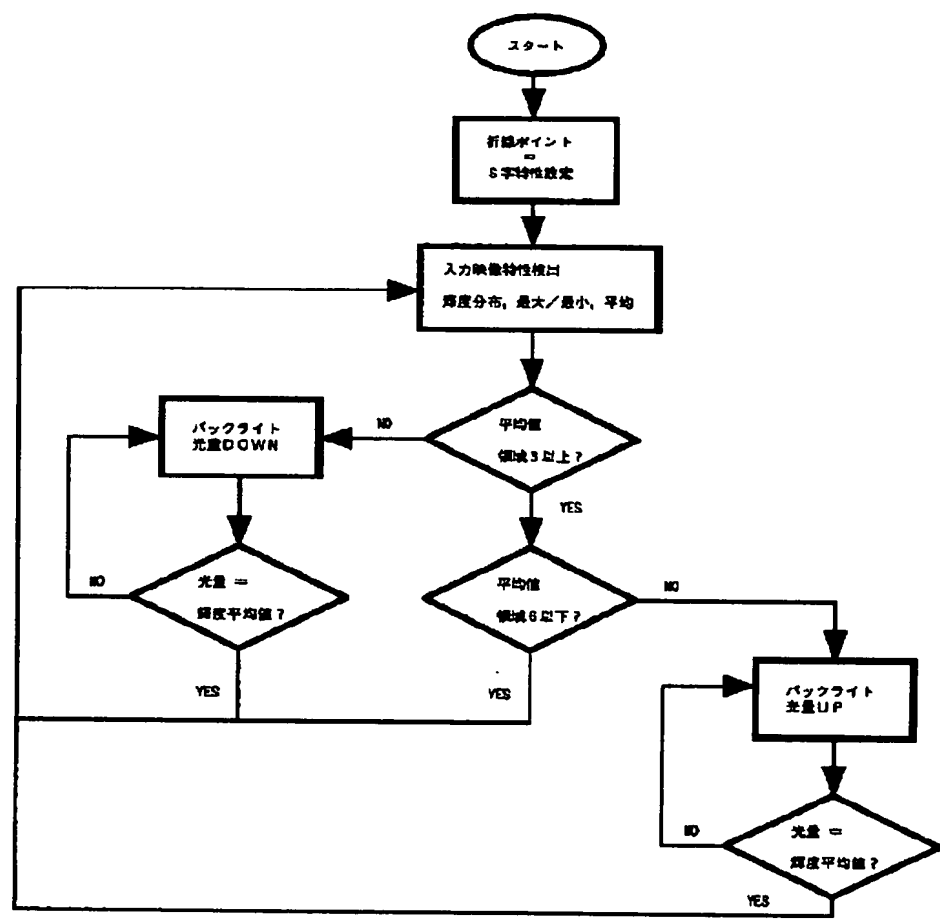 スタート
折線ポイント
=
S字特性設定
入力映像特性検出
輝度分布，最大／最小，平均
平均値
領域3以上？
NO
バックライト
光量DOWN
YES
光量 =
輝度平均値？
NO
YES
平均値
領域6以下？
NO
YES
バックライト
光量UP
光量 =
輝度平均値？
NO
YES